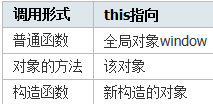 调用形式 this指向
普通函数 全局对象window
对象的方法 该对象
构造函数 新构造的对象